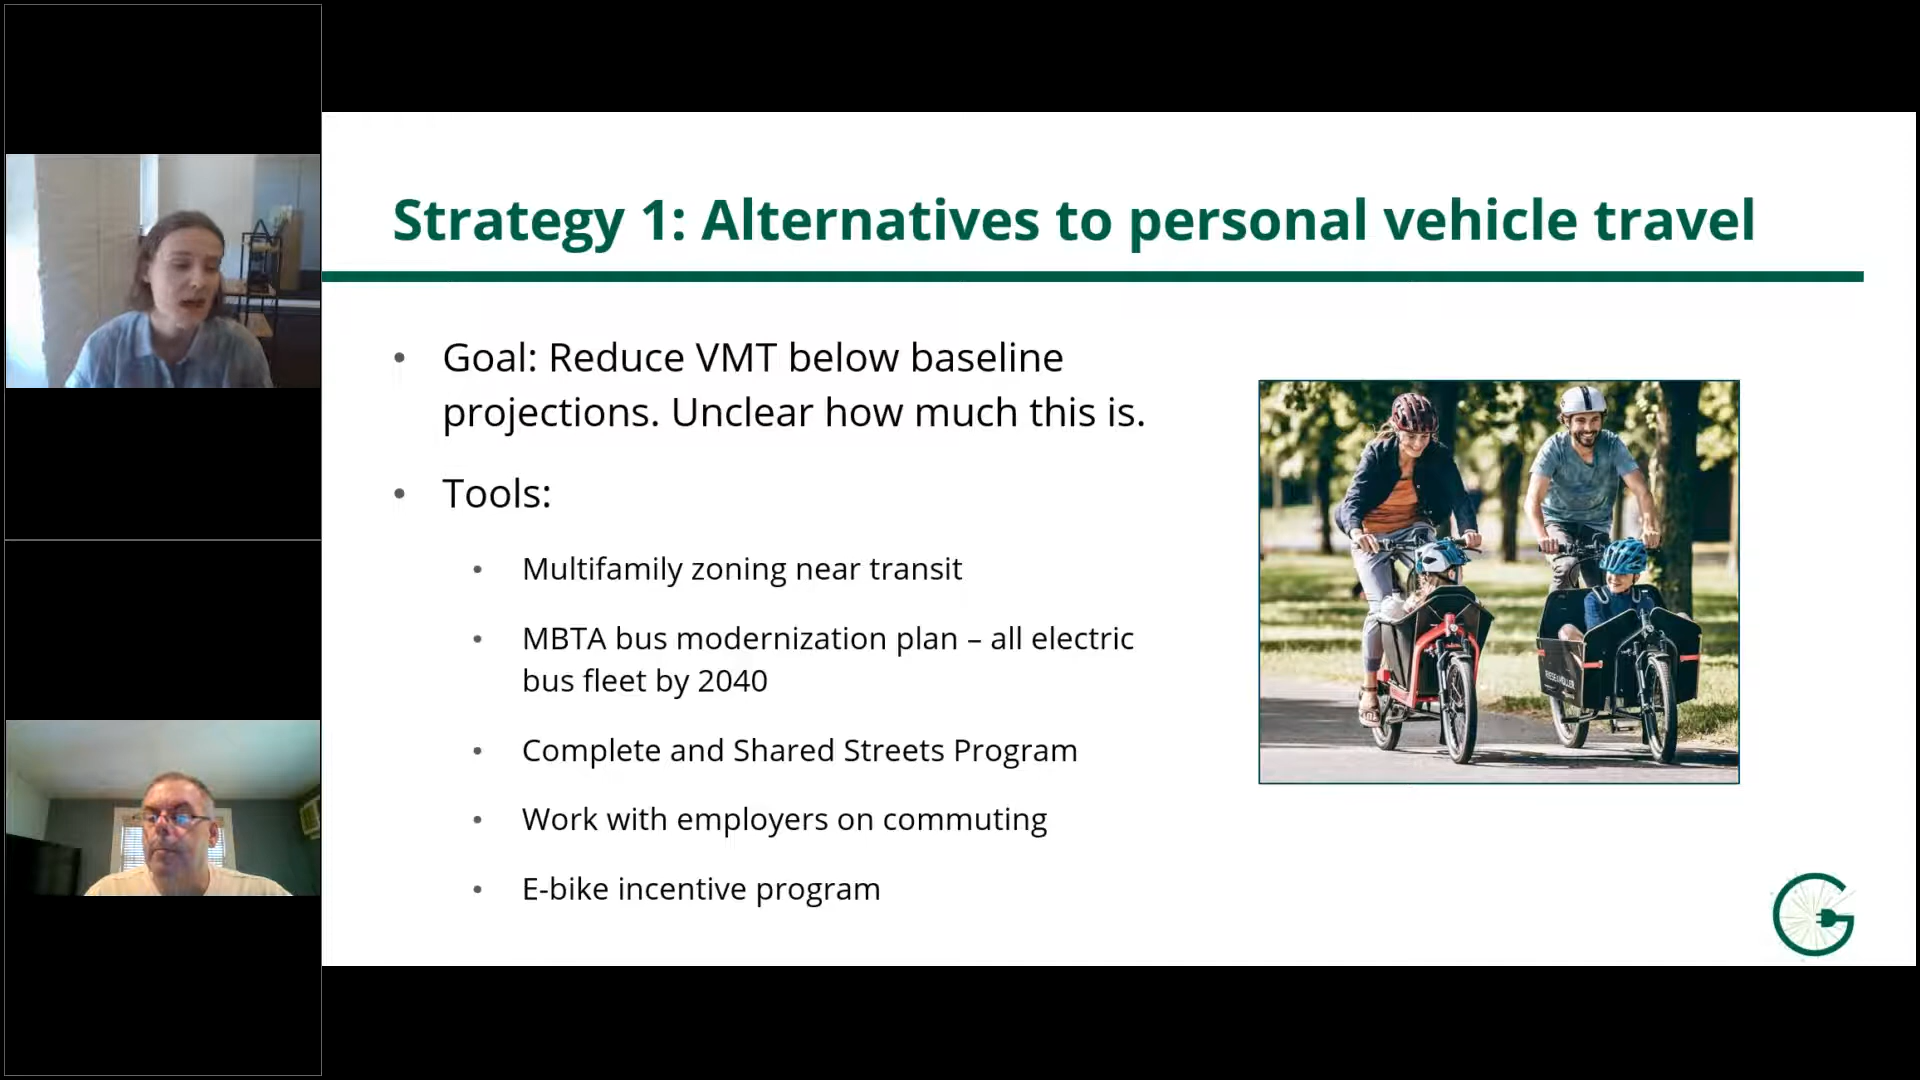 Strategy 1: Alternatives to personal vehicle travel
• Goal: Reduce VMT below baseline
projections. Unclear how much this is.
• Tools:
• Multifamily zoning near transit
• MBTA bus modernization plan – all electric
bus fleet by 2040
• Complete and Shared Streets Program
• Work with employers on commuting
• E-bike incentive program